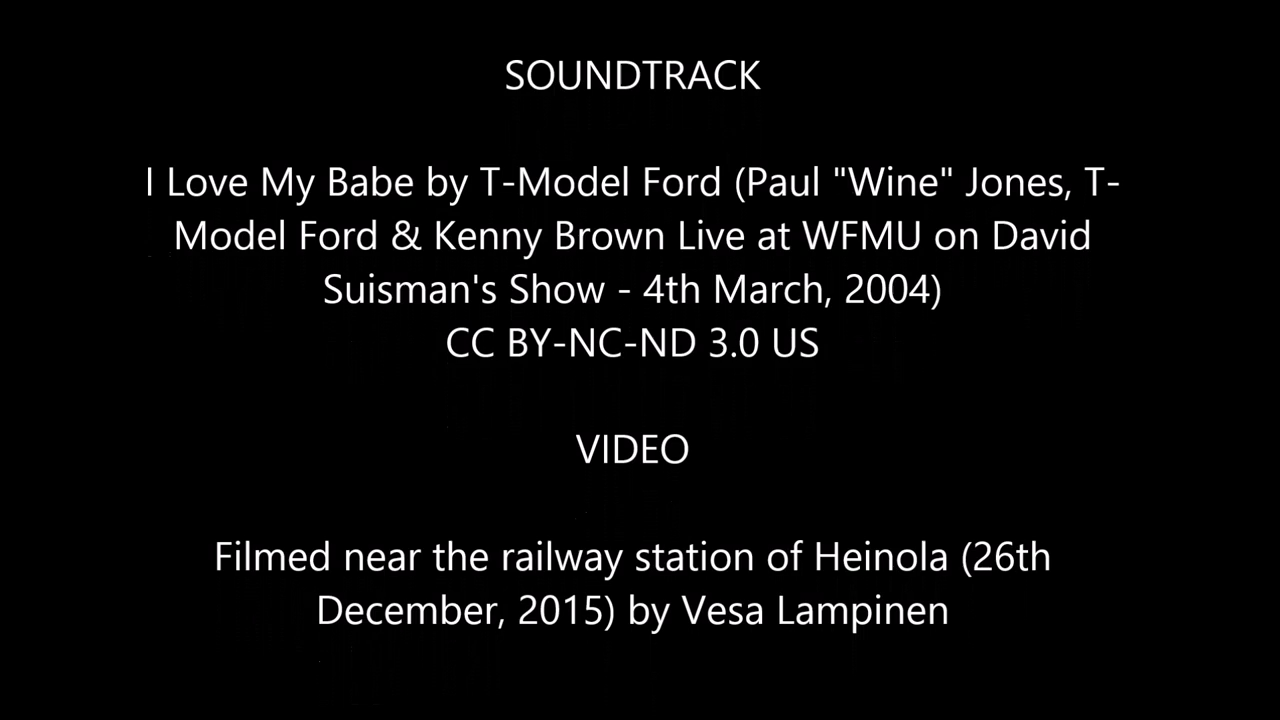 SOUNDTRACK
I Love My Babe by T-Model Ford (Paul "Wine" Jones, T-
Model Ford & Kenny Brown Live at WFMU on David
Suisman's Show - 4th March, 2004)
CC BY-NC-ND 3.0 US
VIDEO
Filmed near the railway station of Heinola (26th
December, 2015) by Vesa Lampinen